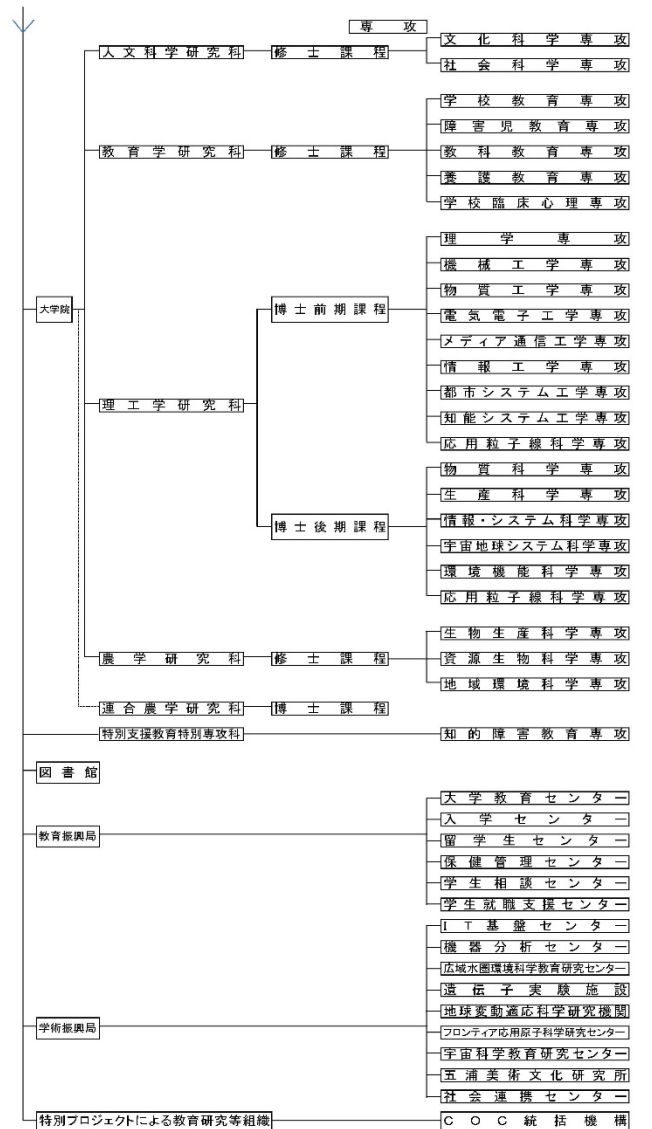 専攻
人文科学研究科 修士課程 文化科学専攻
社会科学専攻
学校教育専攻
障害児教育専攻
教育学研究科 修士課程 教科教育専攻
養護教育専攻
学校臨床心理専攻
理学専攻
機械工学専攻
物質工学専攻
大学院 博士前期課程 電気電子工学専攻
メディア通信工学専攻
情報工学専攻
都市システム工学専攻
理工学研究科 知能システム工学専攻
応用粒子線科学専攻
物質科学専攻
生産科学専攻
博士後期課程 情報・システム科学専攻
宇宙地球システム科学専攻
環境機能科学専攻
応用粒子線科学専攻
生物生産科学専攻
農学研究科 修士課程 資源生物科学専攻
地域環境科学専攻
連合農学研究科 博士課程
特別支援教育特別専攻科 知的障害教育専攻
図書館
大学教育センター
入学センター
教育振興局 留学生センター
保健管理センター
学生相談センター
学生就職支援センター
IT基盤センター
機器分析センター
広域水圏環境科学教育研究センター
遺伝子実験施設
地球変動適応科学研究機関
学術振興局 フロンティア応用原子科学研究センター
宇宙科学教育研究センター
五浦美術文化研究所
社会連携センター
特別プロジェクトによる教育研究等組織 COC統括機構